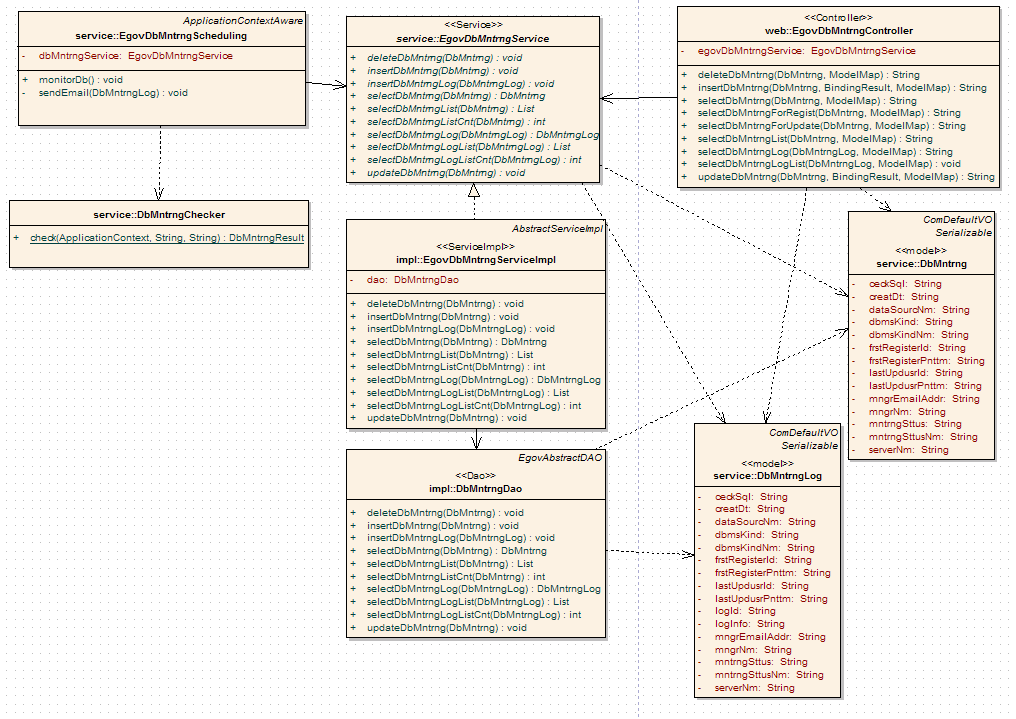 ApplicationContextAware
service::EgovDbMntrngScheduling
- dbMntrngService: EgovDbMntrngService
+ monitorDb() : void
- sendEmail(DbMntrngLog) : void
service::DbMntrngChecker
+ check(ApplicationContext, String, String) : DbMntrngResult
<<Service>>
service::EgovDbMntrngService
+ deleteDbMntrng(DbMntrng) : void
+ insertDbMntrng(DbMntrng) : void
+ insertDbMntrngLog(DbMntrngLog) : void
+ selectDbMntrng(DbMntrng) : DbMntrng
+ selectDbMntrngList(DbMntrng) : List
+ selectDbMntrngListCnt(DbMntrng) : int
+ selectDbMntrngLog(DbMntrngLog) : DbMntrngLog
+ selectDbMntrngLogList(DbMntrngLog) : List
+ selectDbMntrngLogListCnt(DbMntrngLog) : int
+ updateDbMntrng(DbMntrng) : void
AbstractServiceImpl
<<ServiceImpl>>
impl::EgovDbMntrngServiceImpl
- dao: DbMntrngDao
+ deleteDbMntrng(DbMntrng) : void
+ insertDbMntrng(DbMntrng) : void
+ insertDbMntrngLog(DbMntrngLog) : void
+ selectDbMntrng(DbMntrng) : DbMntrng
+ selectDbMntrngList(DbMntrng) : List
+ selectDbMntrngListCnt(DbMntrng) : int
+ selectDbMntrngLog(DbMntrngLog) : DbMntrngLog
+ selectDbMntrngLogList(DbMntrngLog) : List
+ selectDbMntrngLogListCnt(DbMntrngLog) : int
+ updateDbMntrng(DbMntrng) : void
EgovAbstractDAO
<<Dao>>
impl::DbMntrngDao
+ deleteDbMntrng(DbMntrng) : void
+ insertDbMntrng(DbMntrng) : void
+ insertDbMntrngLog(DbMntrngLog) : void
+ selectDbMntrng(DbMntrng) : DbMntrng
+ selectDbMntrngList(DbMntrng) : List
+ selectDbMntrngListCnt(DbMntrng) : int
+ selectDbMntrngLog(DbMntrngLog) : DbMntrngLog
+ selectDbMntrngLogList(DbMntrngLog) : List
+ selectDbMntrngLogListCnt(DbMntrngLog) : int
+ updateDbMntrng(DbMntrng) : void
<<Controller>>
web::EgovDbMntrngController
- egovDbMntrngService: EgovDbMntrngService
+ deleteDbMntrng(DbMntrng, ModelMap) : String
+ insertDbMntrng(DbMntrng, BindingResult, ModelMap) : String
+ selectDbMntrng(DbMntrng, ModelMap) : String
+ selectDbMntrngForRegist(DbMntrng, ModelMap) : String
+ selectDbMntrngForUpdate(DbMntrng, ModelMap) : String
+ selectDbMntrngList(DbMntrng, ModelMap) : String
+ selectDbMntrngLog(DbMntrngLog, ModelMap) : String
+ selectDbMntrngLogList(DbMntrngLog, ModelMap) : void
+ updateDbMntrng(DbMntrng, BindingResult, ModelMap) : String
ComDefaultVO
Serializable
<<model>>
service::DbMntrng
- ceckSql: String
- creatDt: String
- dataSourcNm: String
- dbmsKind: String
- dbmsKindNm: String
- frstRegisterId: String
- frstRegisterPnttm: String
- lastUpdusrId: String
- lastUpdusrPnttm: String
- mngrEmailAddr: String
- mngrNm: String
- mntrngSttus: String
- mntrngSttusNm: String
- serverNm: String
ComDefaultVO
Serializable
<<model>>
service::DbMntrngLog
- ceckSql: String
- creatDt: String
- dataSourcNm: String
- dbmsKind: String
- dbmsKindNm: String
- frstRegisterId: String
- frstRegisterPnttm: String
- lastUpdusrId: String
- lastUpdusrPnttm: String
- logId: String
- logInfo: String
- mngrEmailAddr: String
- mngrNm: String
- mntrngSttus: String
- mntrngSttusNm: String
- serverNm: String